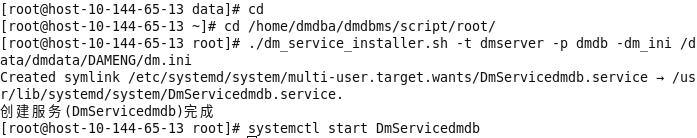 [root@host-10-144-65-13 data]# cd
[root@host-10-144-65-13 ~]# cd /home/dmdba/dmdbms/script/root/
[root@host-10-144-65-13 root]# ./dm_service_installer.sh -t dmserver -p dmdb -dm_ini /d
ata/dmdata/DAMENG/dm.ini
Created symlink /etc/systemd/system/multi-user.target.wants/DmServicedmdb.service → /us
r/lib/systemd/system/DmServicedmdb.service.
创建服务(DmServicedmdb)完成
[root@host-10-144-65-13 root]# systemctl start DmServicedmdb